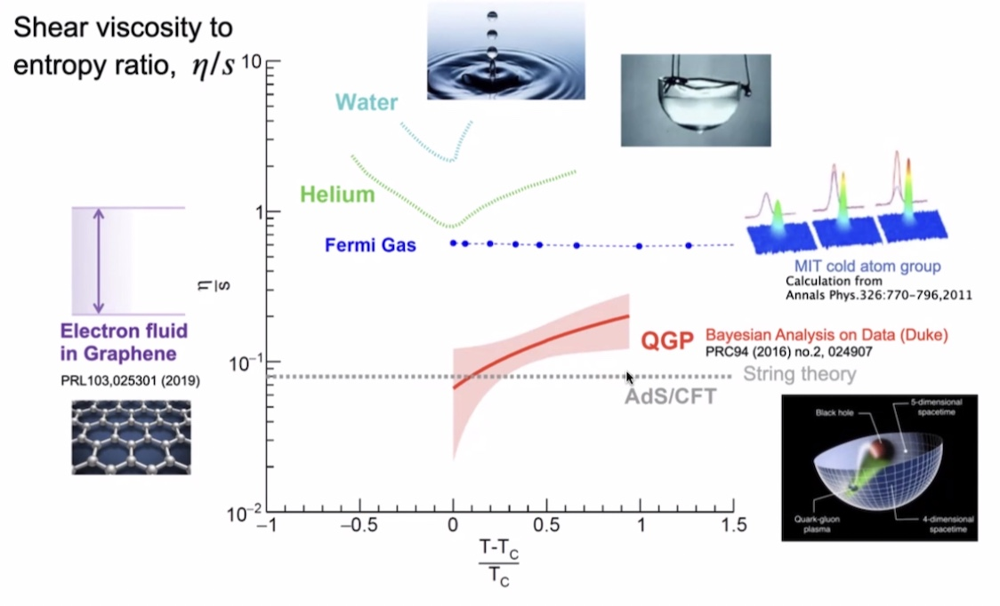 Shear viscosity to
entropy ratio, η/s
10
1
10⁻¹
10⁻²
Water
Helium
Fermi Gas
η/s
MIT cold atom group
Calculation from
Annals Phys.326:770-796,2011
Electron fluid
in Graphene
PRL103,025301 (2019)
QGP
Bayesian Analysis on Data (Duke)
PRC94 (2016) no.2, 024907
String theory
AdS/CFT
Black hole
5-dimensional
spacetime
Quark-gluon
plasma
4-dimensional
spacetime
−1
−0.5
0
0.5
1
1.5
T-T_C
T_C